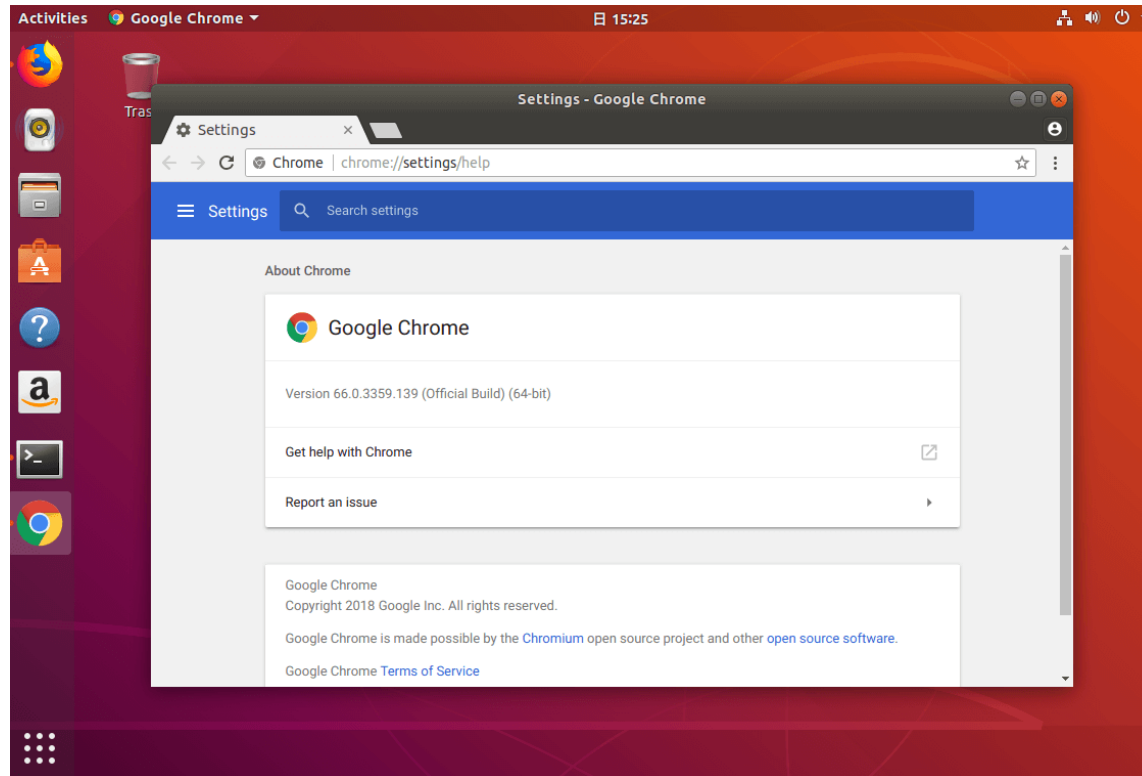 Activities Google Chrome 日 15:25
Tras
Settings - Google Chrome
Settings
Chrome | chrome://settings/help
Settings Search settings
About Chrome
Google Chrome
Version 66.0.3359.139 (Official Build) (64-bit)
Get help with Chrome
Report an issue
Google Chrome
Copyright 2018 Google Inc. All rights reserved.
Google Chrome is made possible by the Chromium open source project and other open source software.
Google Chrome Terms of Service